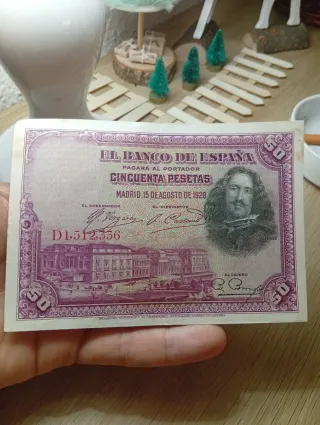 EL BANCO DE ESPAÑA
PAGARÁ AL PORTADOR
CINCUENTA PESETAS
MADRID, 15 DE AGOSTO DE 1928
EL GOBERNADOR
EL INTERVENTOR
D1,512,556
EL CAJERO
50
50
50